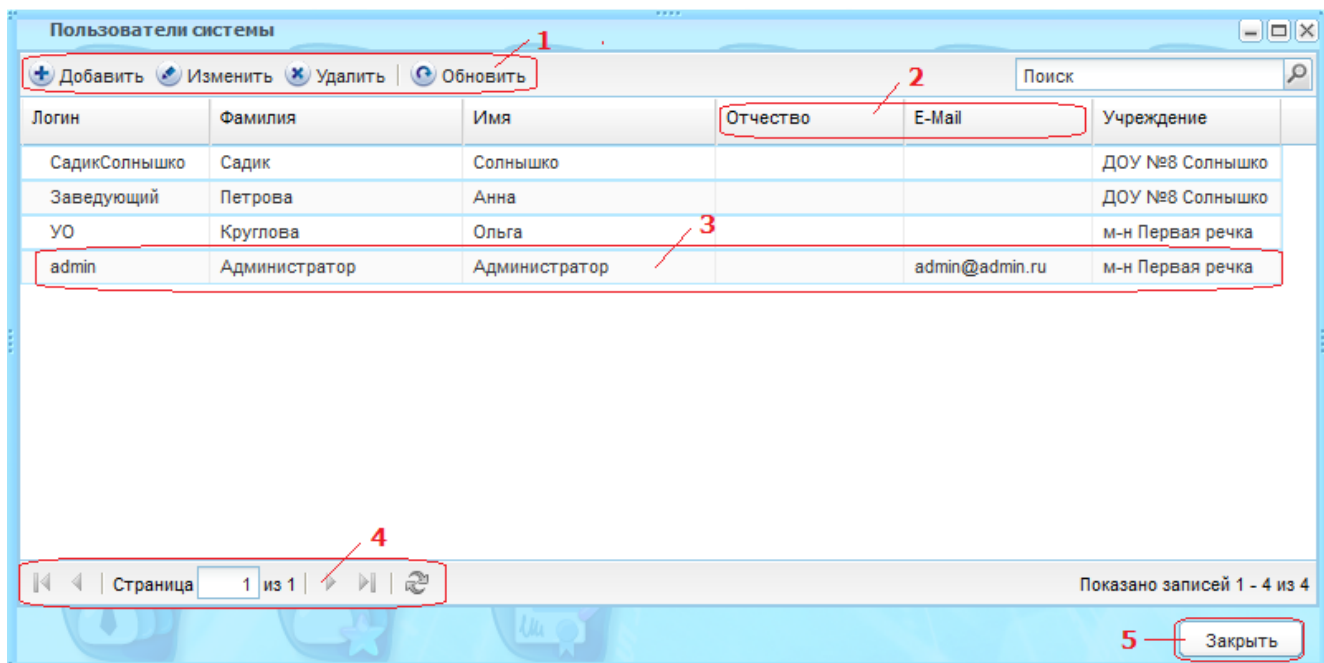 Пользователи системы
1
Добавить Изменить Удалить Обновить
2
Поиск
Логин Фамилия Имя Отчество E-Mail Учреждение
СадикСолнышко Садик Солнышко ДОУ №8 Солнышко
Заведующий Петрова Анна ДОУ №8 Солнышко
УО Круглова Ольга м-н Первая речка
3
admin Администратор Администратор admin@admin.ru м-н Первая речка
4
Страница 1 из 1
Показано записей 1 - 4 из 4
5 Закрыть